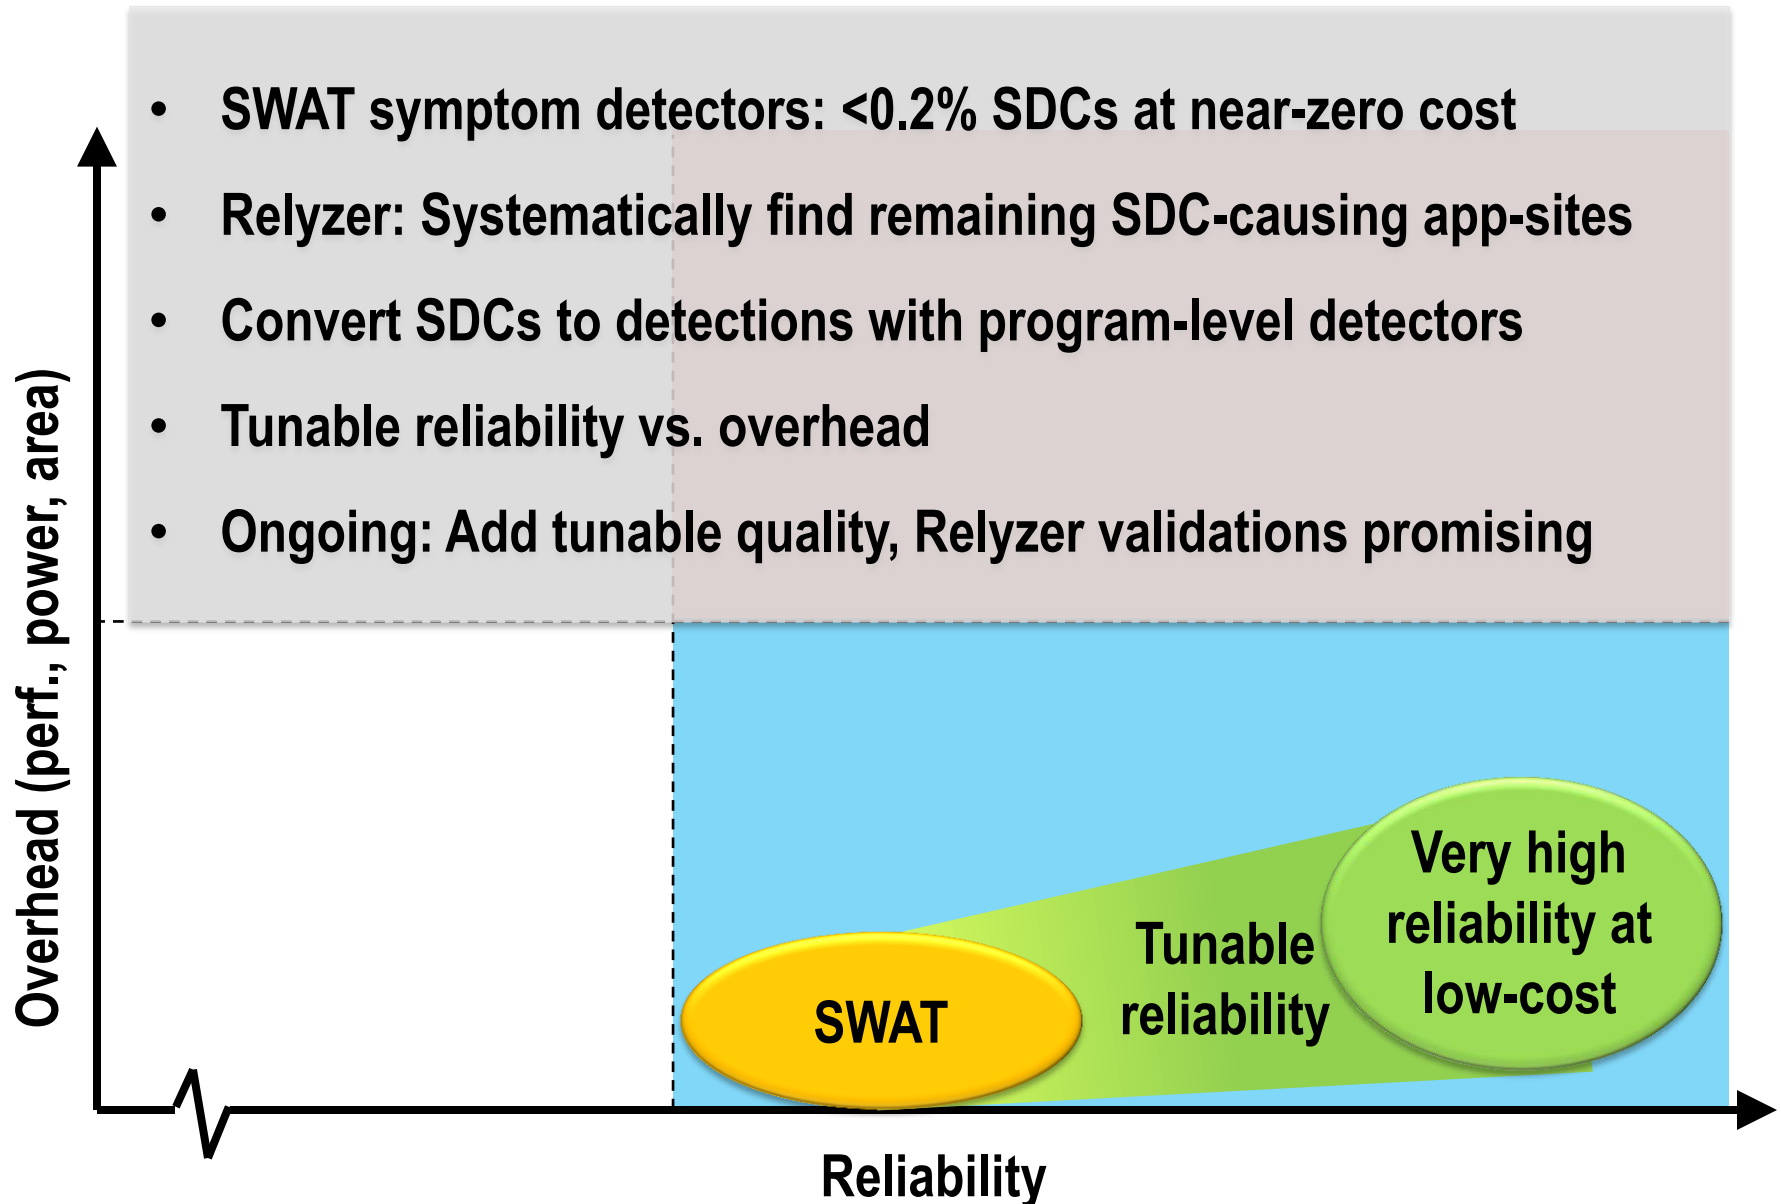 • SWAT symptom detectors: <0.2% SDCs at near-zero cost
• Relyzer: Systematically find remaining SDC-causing app-sites
• Convert SDCs to detections with program-level detectors
• Tunable reliability vs. overhead
• Ongoing: Add tunable quality, Relyzer validations promising
Overhead (perf., power, area)
SWAT
Tunable
reliability
Very high
reliability at
low-cost
Reliability